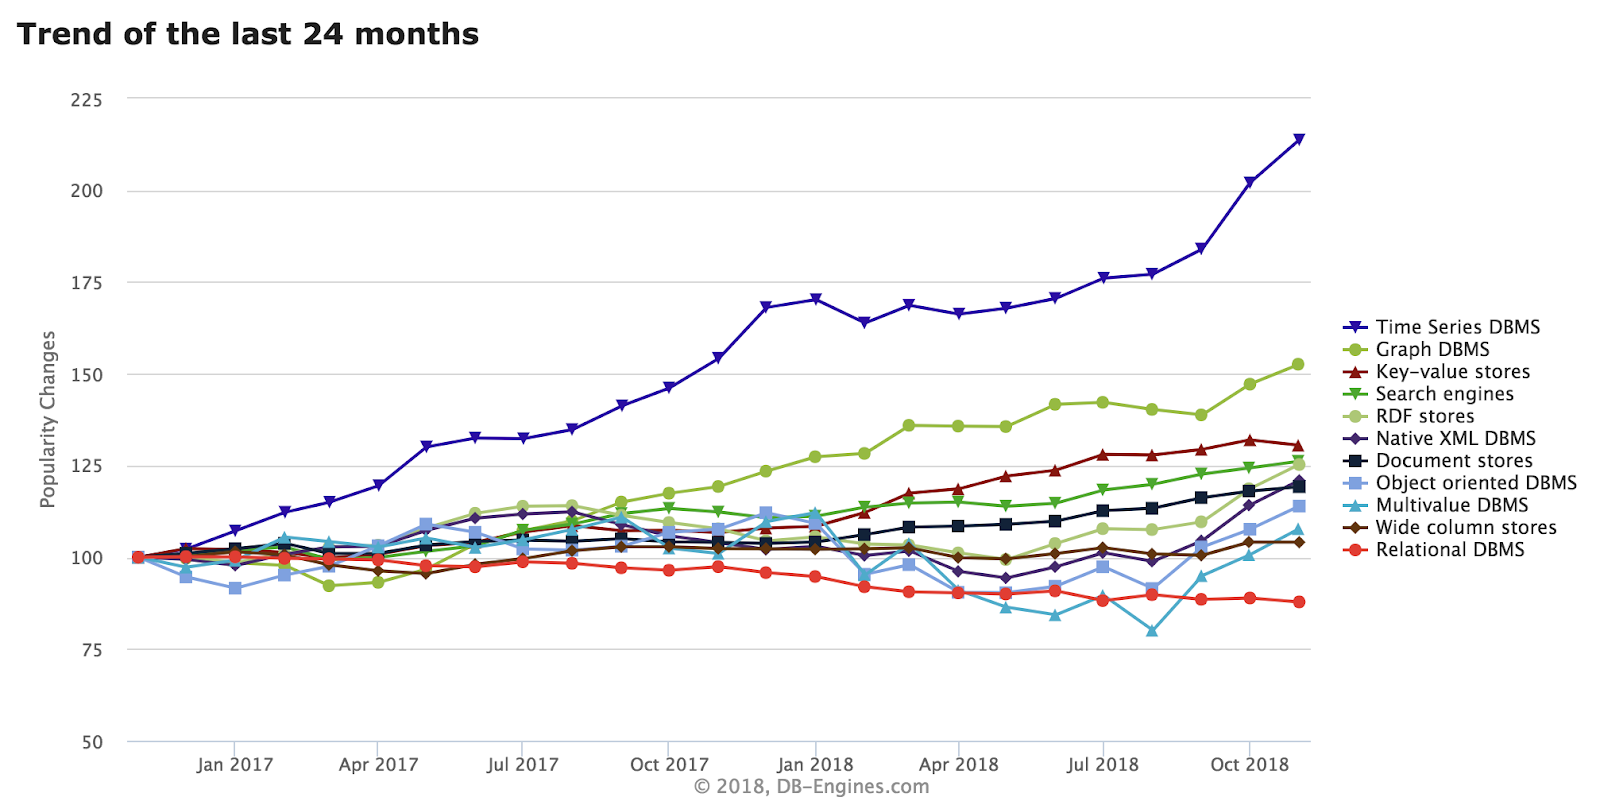 Trend of the last 24 months
225
200
175
150
125
100
75
50
Popularity Changes
Jan 2017 Apr 2017 Jul 2017 Oct 2017 Jan 2018 Apr 2018 Jul 2018 Oct 2018
© 2018, DB-Engines.com
Time Series DBMS
Graph DBMS
Key-value stores
Search engines
RDF stores
Native XML DBMS
Document stores
Object oriented DBMS
Multivalue DBMS
Wide column stores
Relational DBMS